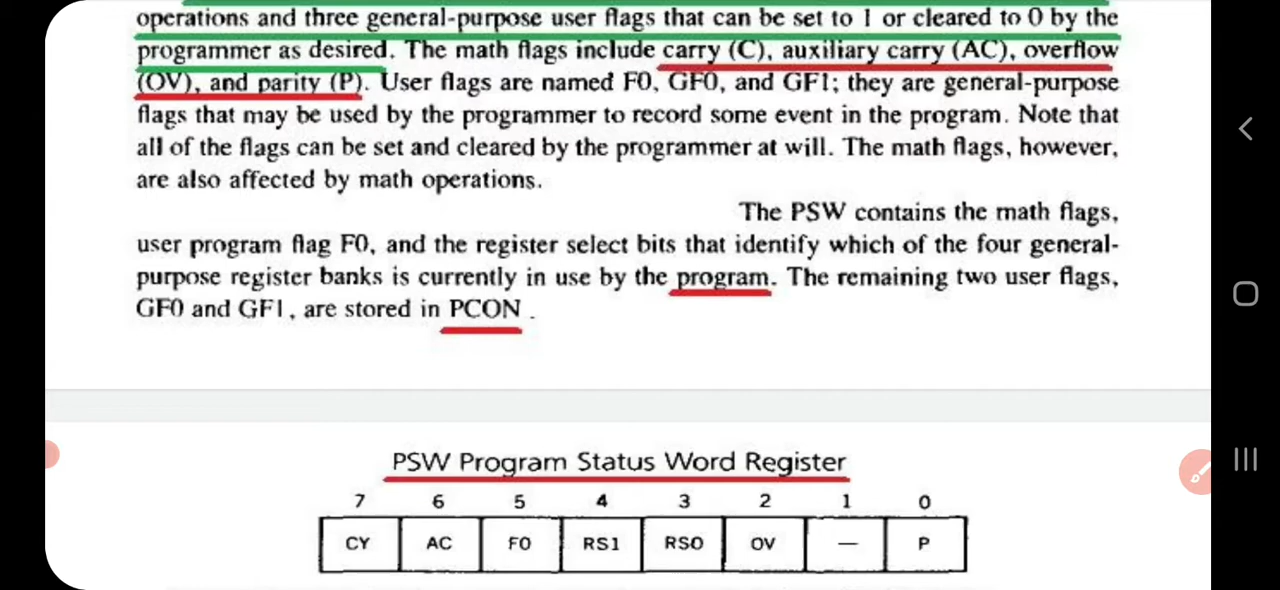 operations and three general-purpose user flags that can be set to 1 or cleared to 0 by the
programmer as desired. The math flags include carry (C), auxiliary carry (AC), overflow
(OV), and parity (P). User flags are named F0, GF0, and GF1; they are general-purpose
flags that may be used by the programmer to record some event in the program. Note that
all of the flags can be set and cleared by the programmer at will. The math flags, however,
are also affected by math operations.
The PSW contains the math flags,
user program flag F0, and the register select bits that identify which of the four general-
purpose register banks is currently in use by the program. The remaining two user flags,
GF0 and GF1, are stored in PCON .
PSW Program Status Word Register
7 6 5 4 3 2 1 0
CY AC F0 RS1 RS0 OV — P